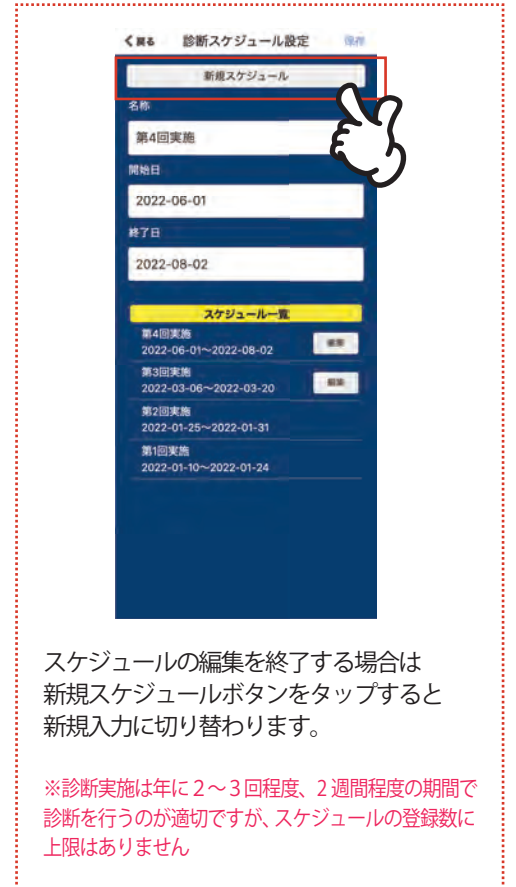 く戻る 診断スケジュール設定 保存
新規スケジュール
名称
第4回実施
開始日
2022-06-01
終了日
2022-08-02
スケジュール一覧
第4回実施
2022-06-01〜2022-08-02
編集
第3回実施
2022-03-06〜2022-03-20
編集
第2回実施
2022-01-25〜2022-01-31
第1回実施
2022-01-10〜2022-01-24
スケジュールの編集を終了する場合は
新規スケジュールボタンをタップすると
新規入力に切り替わります。
※診断実施は年に２〜３回程度、2 週間程度の期間で
診断を行うのが適切ですが、スケジュールの登録数に
上限はありません